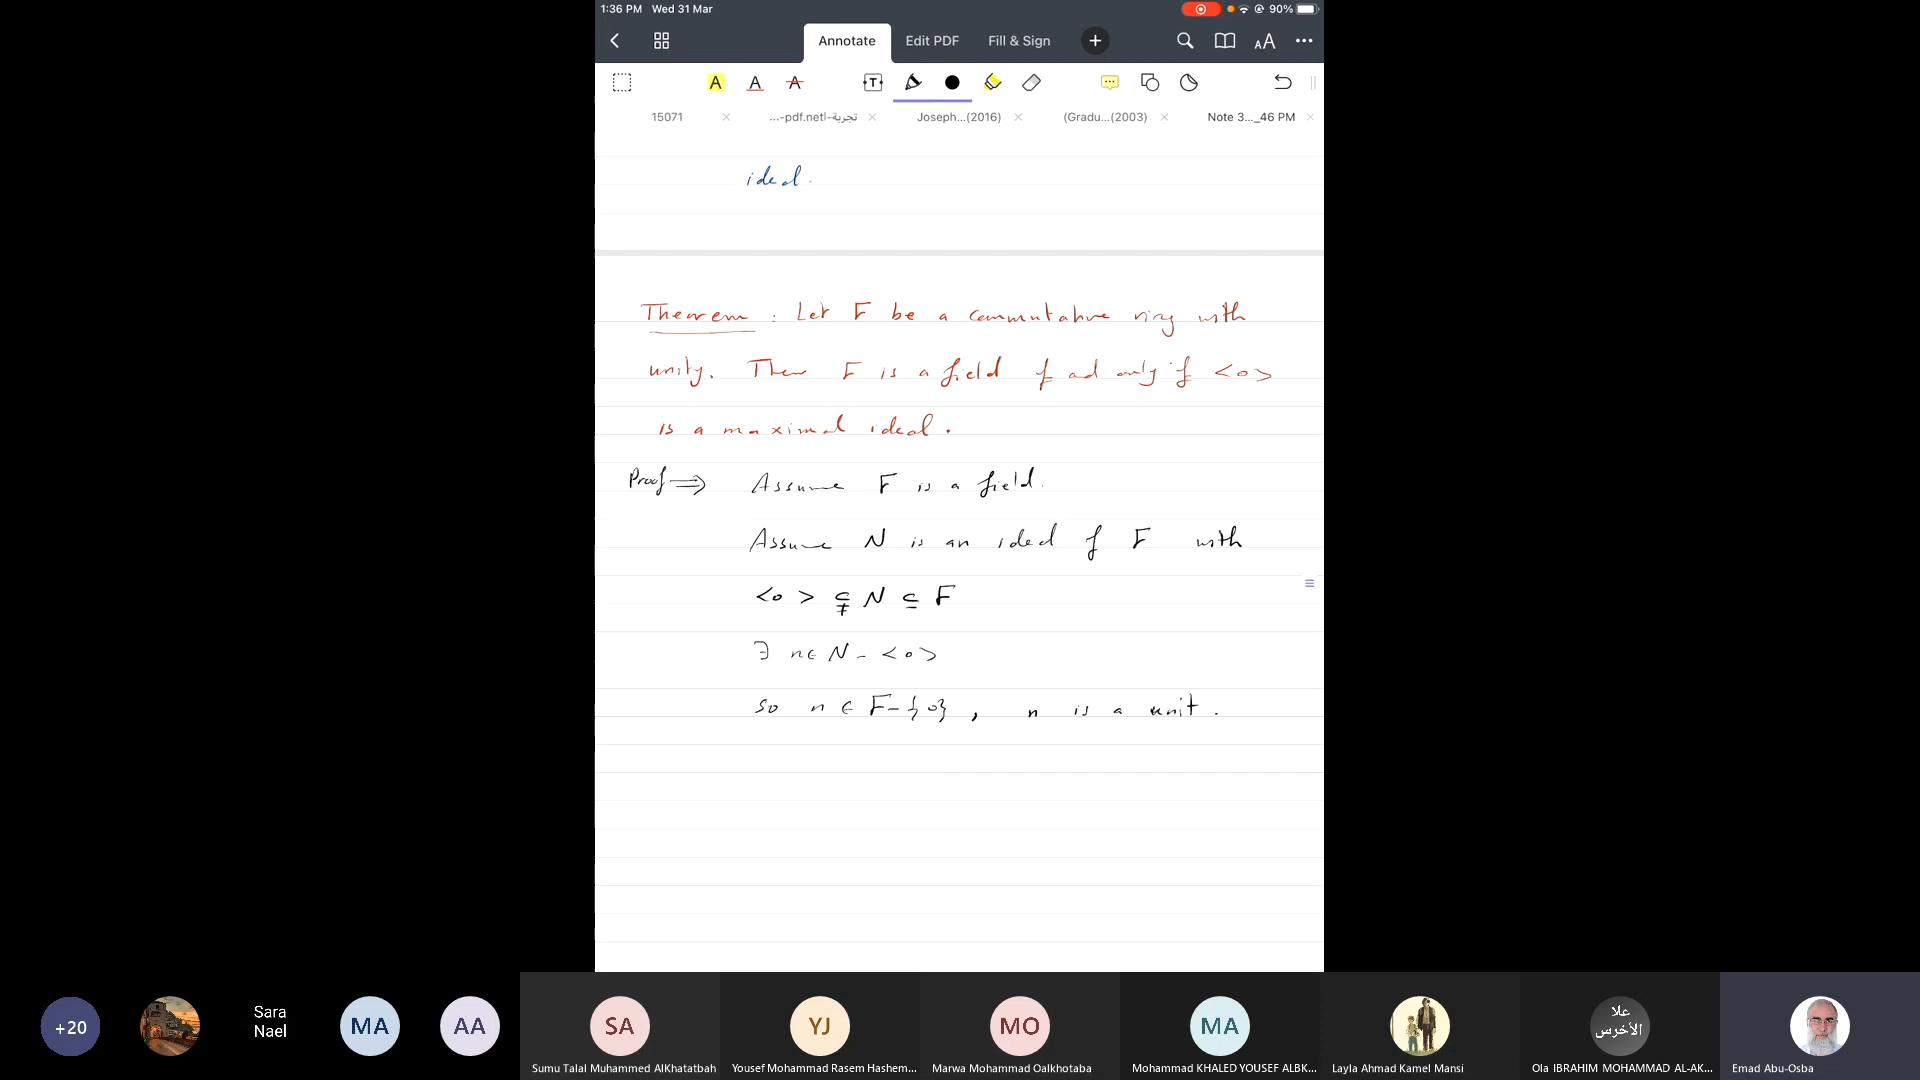 1:36 PM Wed 31 Mar
90%
Annotate
Edit PDF
Fill & Sign
15071
...-pdf.net-تجربة
Joseph...(2016)
(Gradu...(2003)
Note 3..._46 PM
ideal.
Theorem : Let F be a commutative ring with
unity. Then F is a field if and only if <0>
is a maximal ideal.
Proof ⇒ Assume F is a field.
Assume N is an ideal of F with
<0> ⊊ N ⊆ F
∃ n ∈ N - <0>
so n ∈ F - {0}, n is a unit.
+20
Sara Nael
MA
AA
SA
Sumu Talal Muhammed AlKhatatbah
YJ
Yousef Mohammad Rasem Hashem...
MO
Marwa Mohammad Oalkhotaba
MA
Mohammad KHALED YOUSEF ALBK...
Layla Ahmad Kamel Mansi
علا الأخرس
Ola IBRAHIM MOHAMMAD AL-AK...
Emad Abu-Osba